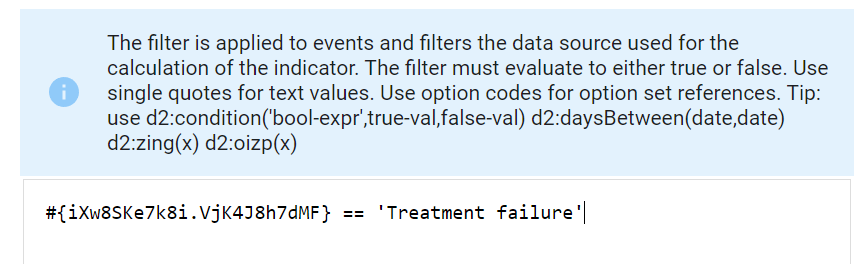 The filter is applied to events and filters the data source used for the
calculation of the indicator. The filter must evaluate to either true or false. Use
single quotes for text values. Use option codes for option set references. Tip:
use d2:condition('bool-expr',true-val,false-val) d2:daysBetween(date,date)
d2:zing(x) d2:oizp(x)
#{iXw8SKe7k8i.VjK4J8h7dMF} == 'Treatment failure'